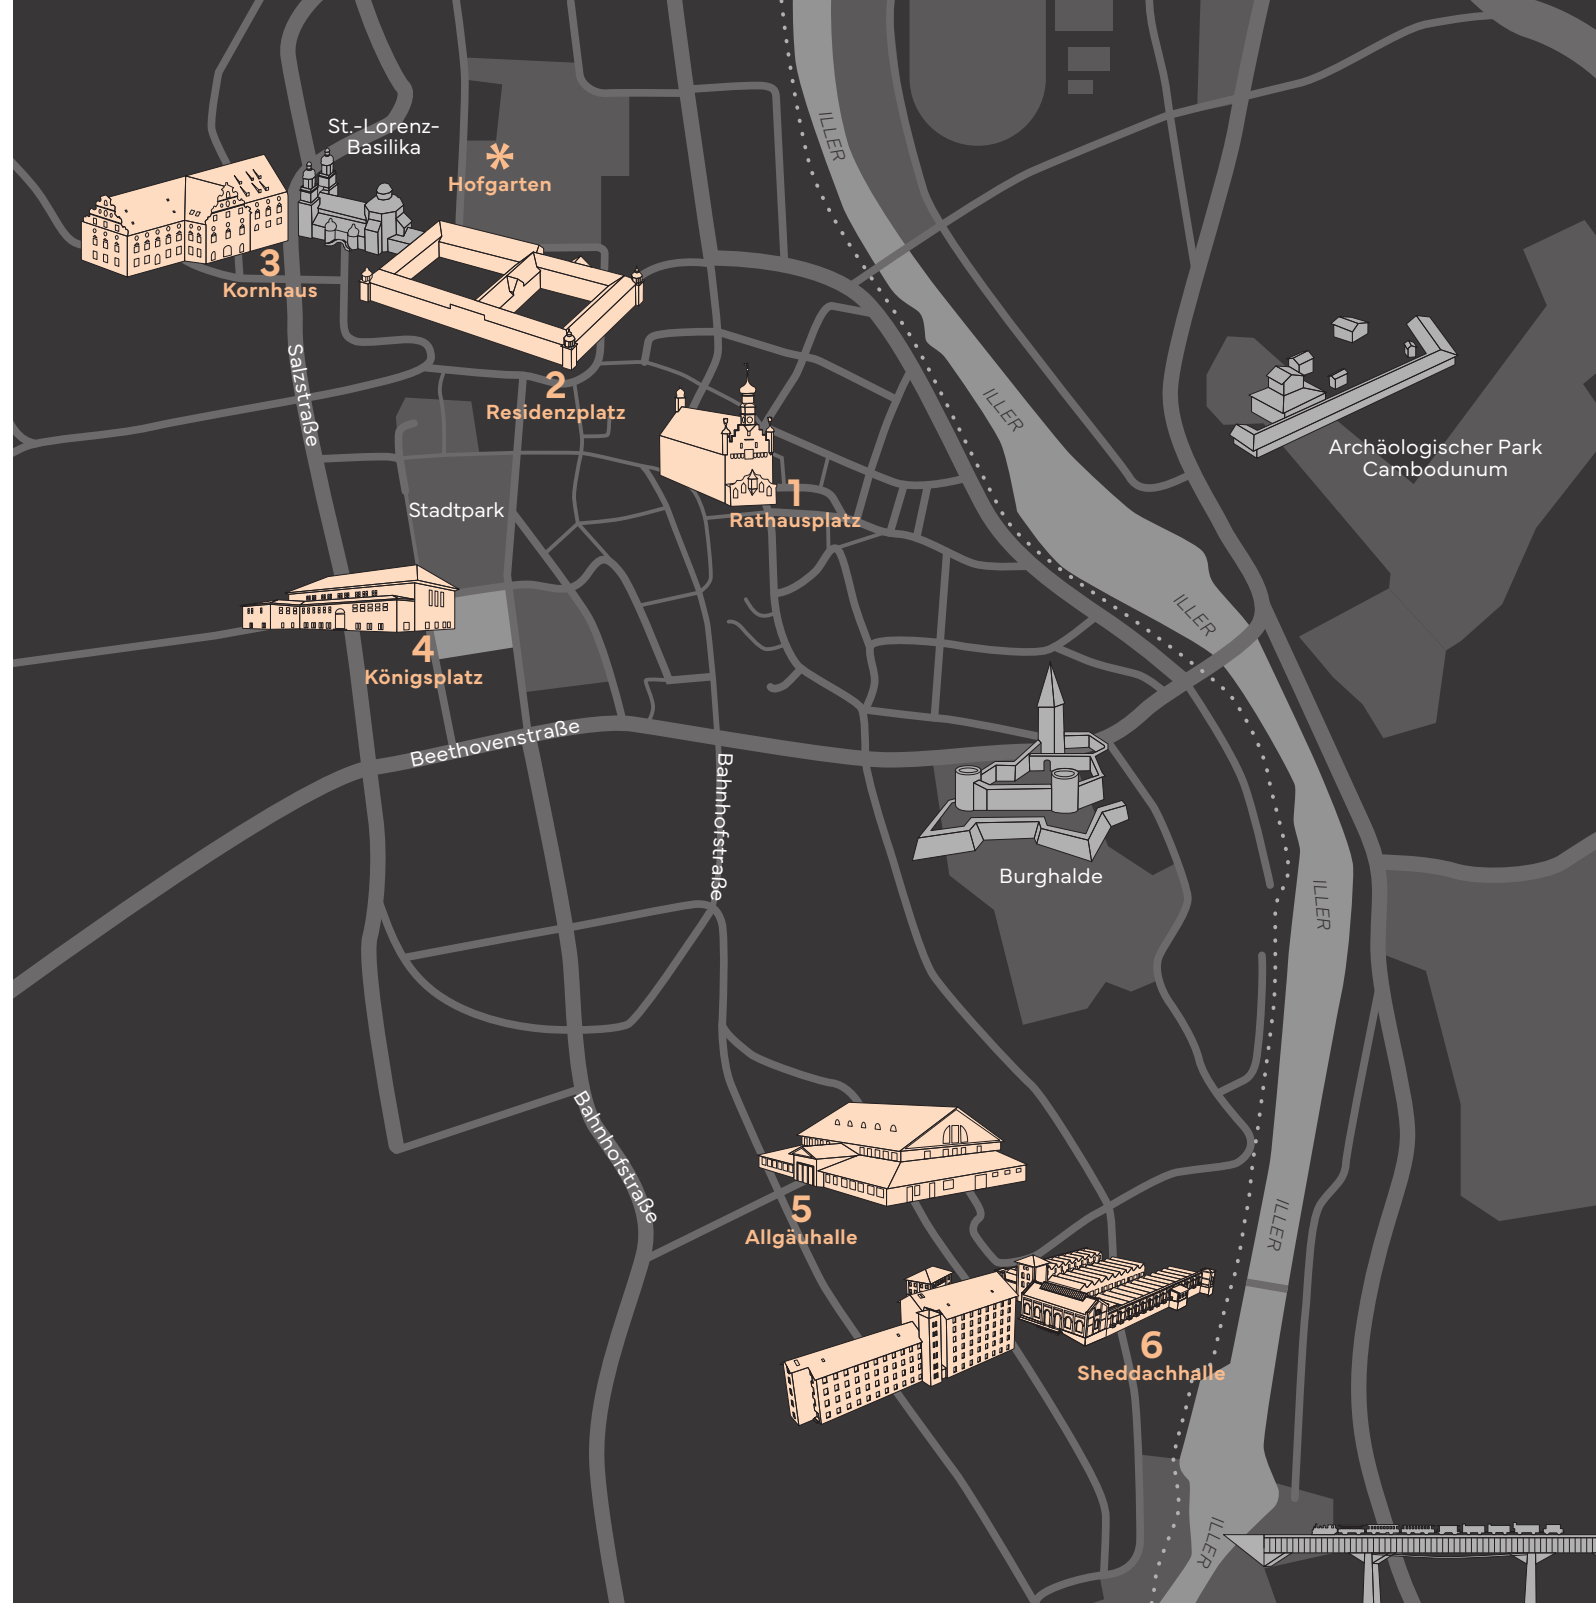 St.-Lorenz-
Basilika
Hofgarten
ILLER
3
Kornhaus
2
Residenzplatz
Salzstraße
ILLER
Archäologischer Park
Cambodunum
1
Rathausplatz
Stadtpark
ILLER
4
Königsplatz
Beethovenstraße
Bahnhofstraße
Burghalde
ILLER
Bahnhofstraße
5
Allgäuhalle
ILLER
6
Sheddachhalle
ILLER